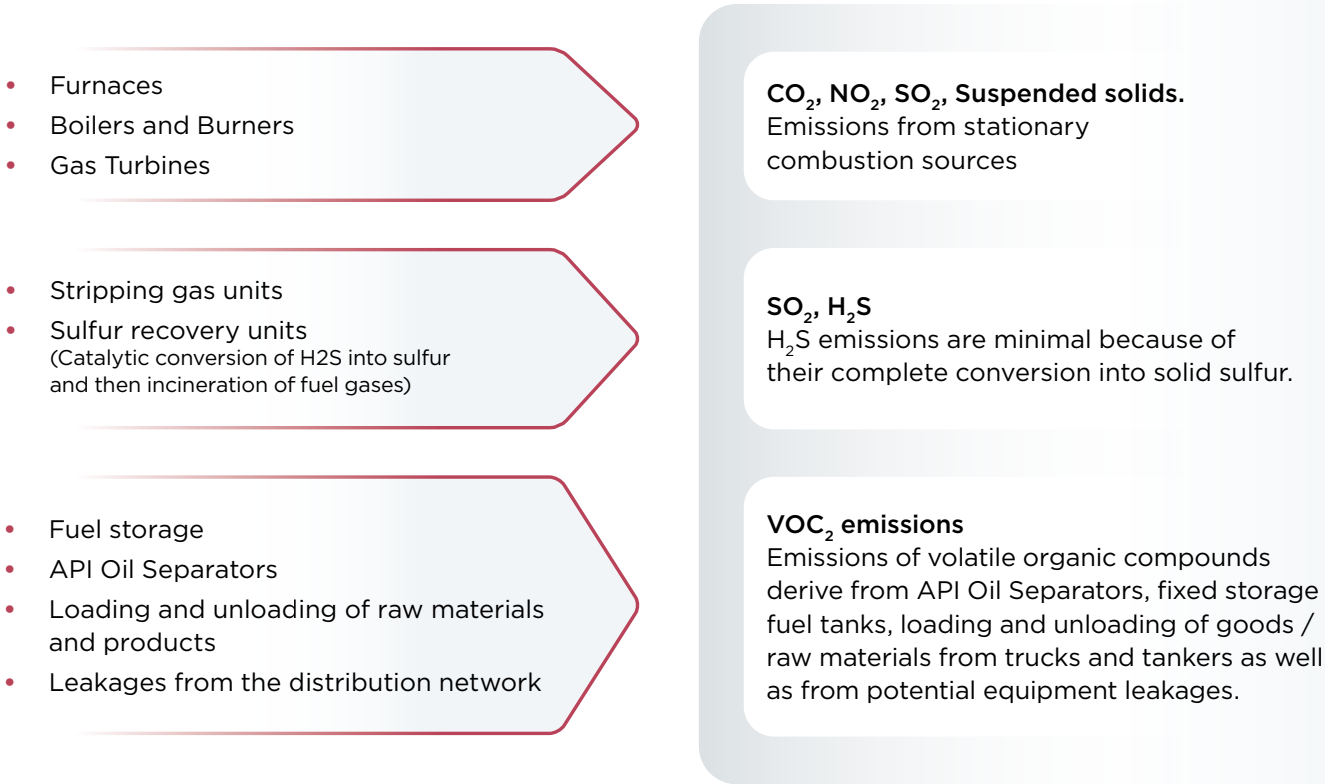 • Furnaces
• Boilers and Burners
• Gas Turbines
CO₂, NO₂, SO₂, Suspended solids.
Emissions from stationary
combustion sources
• Stripping gas units
• Sulfur recovery units
(Catalytic conversion of H2S into sulfur
and then incineration of fuel gases)
SO₂, H₂S
H₂S emissions are minimal because of
their complete conversion into solid sulfur.
• Fuel storage
• API Oil Separators
• Loading and unloading of raw materials
and products
• Leakages from the distribution network
VOC₂ emissions
Emissions of volatile organic compounds
derive from API Oil Separators, fixed storage
fuel tanks, loading and unloading of goods /
raw materials from trucks and tankers as well
as from potential equipment leakages.